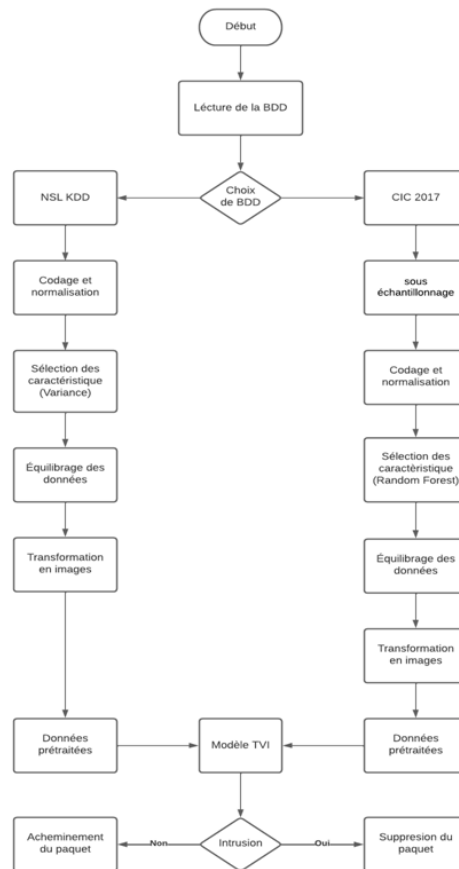 Début
Lécture de la BDD
NSL KDD
Choix
de BDD
CIC 2017
Codage et
normalisation
sous
échantillonnage
Sélection des
caractéristique
(Variance)
Codage et
normalisation
Équilibrage des
données
Sélection des
caractèristique
(Random Forest)
Transformation
en images
Équilibrage des
données
Transformation
en images
Données
prétraitées
Modèle TVI
Données
prétraitées
Acheminement
du paquet
Non
Intrusion
Oui
Suppresion du
paquet